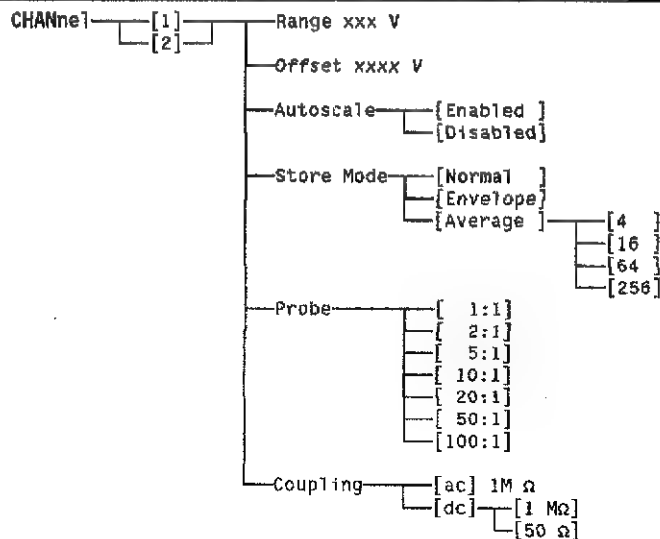 CHANnel [1] Range xxx V
[2]
Offset xxxx V
Autoscale [Enabled ]
[Disabled]
Store Mode [Normal ]
[Envelope]
[Average ] [4 ]
[16 ]
[64 ]
[256]
Probe [ 1:1]
[ 2:1]
[ 5:1]
[ 10:1]
[ 20:1]
[ 50:1]
[100:1]
Coupling [ac] 1M Ω
[dc] [1 MΩ]
[50 Ω]